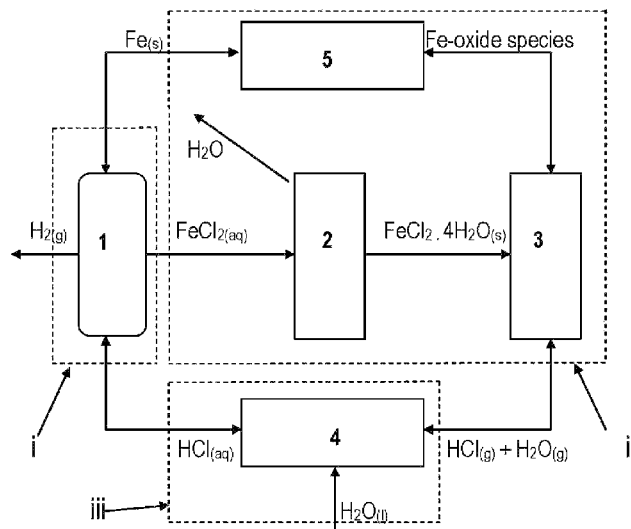 Fe(s)
5
Fe-oxide species
H₂O
H₂(g)
1
FeCl₂(aq)
2
FeCl₂.4H₂O(s)
3
i
i
HCl(aq)
4
HCl(g) + H₂O(g)
iii
H₂O(l)